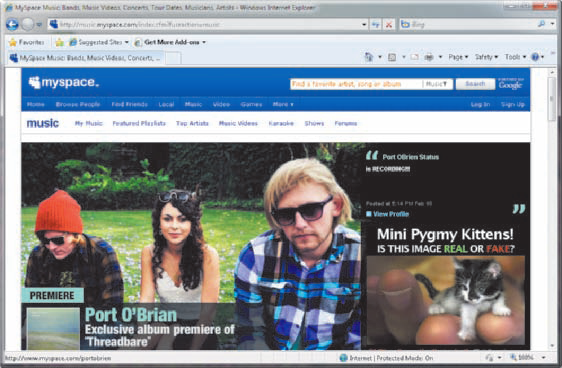 MySpace Music: Bands, Music Videos, Concerts, Tour Dates, Musicians, Artists - Windows Internet Explorer
http://music.myspace.com/index.cfm?fuseaction=music
Bing
Favorites Suggested Sites Get More Add-ons
MySpace Music: Bands, Music Videos, Concerts, ...
Page Safety Tools
myspace.
Find a favorite artist, song or album Music Search Google
Home Browse People Find Friends Local Music Video Games More Log In Sign Up
music My Music Featured Playlists Top Artists Music Videos Karaoke Shows Forums
“ Port OBrien Status
is RECORDING!!!
Posted at 5:14 PM Feb
View Profile ”
Mini Pygmy Kittens!
IS THIS IMAGE REAL OR FAKE?
PREMIERE
Port O'Brian
Exclusive album premiere of
"Threadbare"
http://www.myspace.com/portobrien
Internet | Protected Mode: On
100%